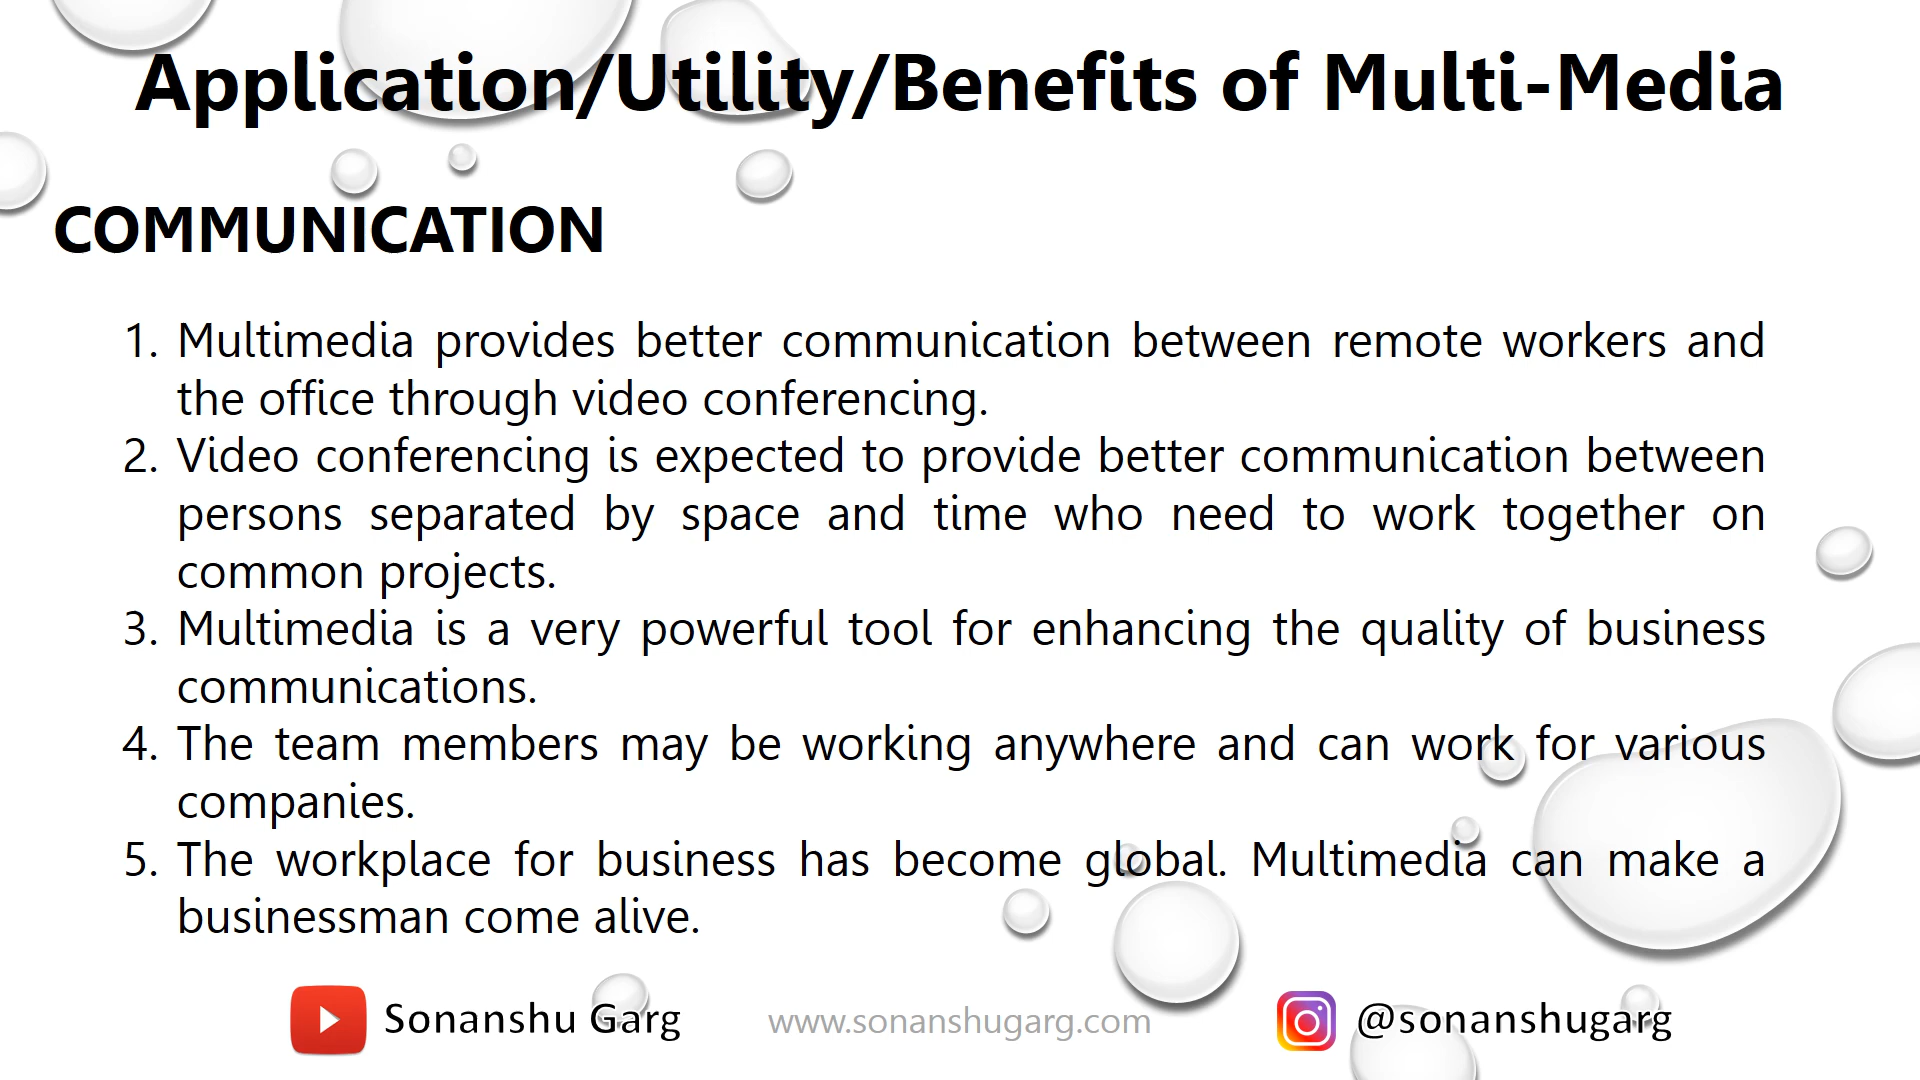 Application/Utility/Benefits of Multi-Media
COMMUNICATION
1. Multimedia provides better communication between remote workers and
the office through video conferencing.
2. Video conferencing is expected to provide better communication between
persons separated by space and time who need to work together on
common projects.
3. Multimedia is a very powerful tool for enhancing the quality of business
communications.
4. The team members may be working anywhere and can work for various
companies.
5. The workplace for business has become global. Multimedia can make a
businessman come alive.
Sonanshu Garg www.sonanshugarg.com @sonanshugarg